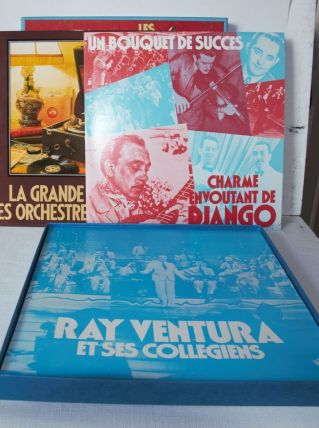 LES
UN BOUQUET DE SUCCES
LA GRANDE
ES ORCHESTRE
CHARME
ENVOUTANT DE
DJANGO
RAY VENTURA
ET SES COLLEGIENS